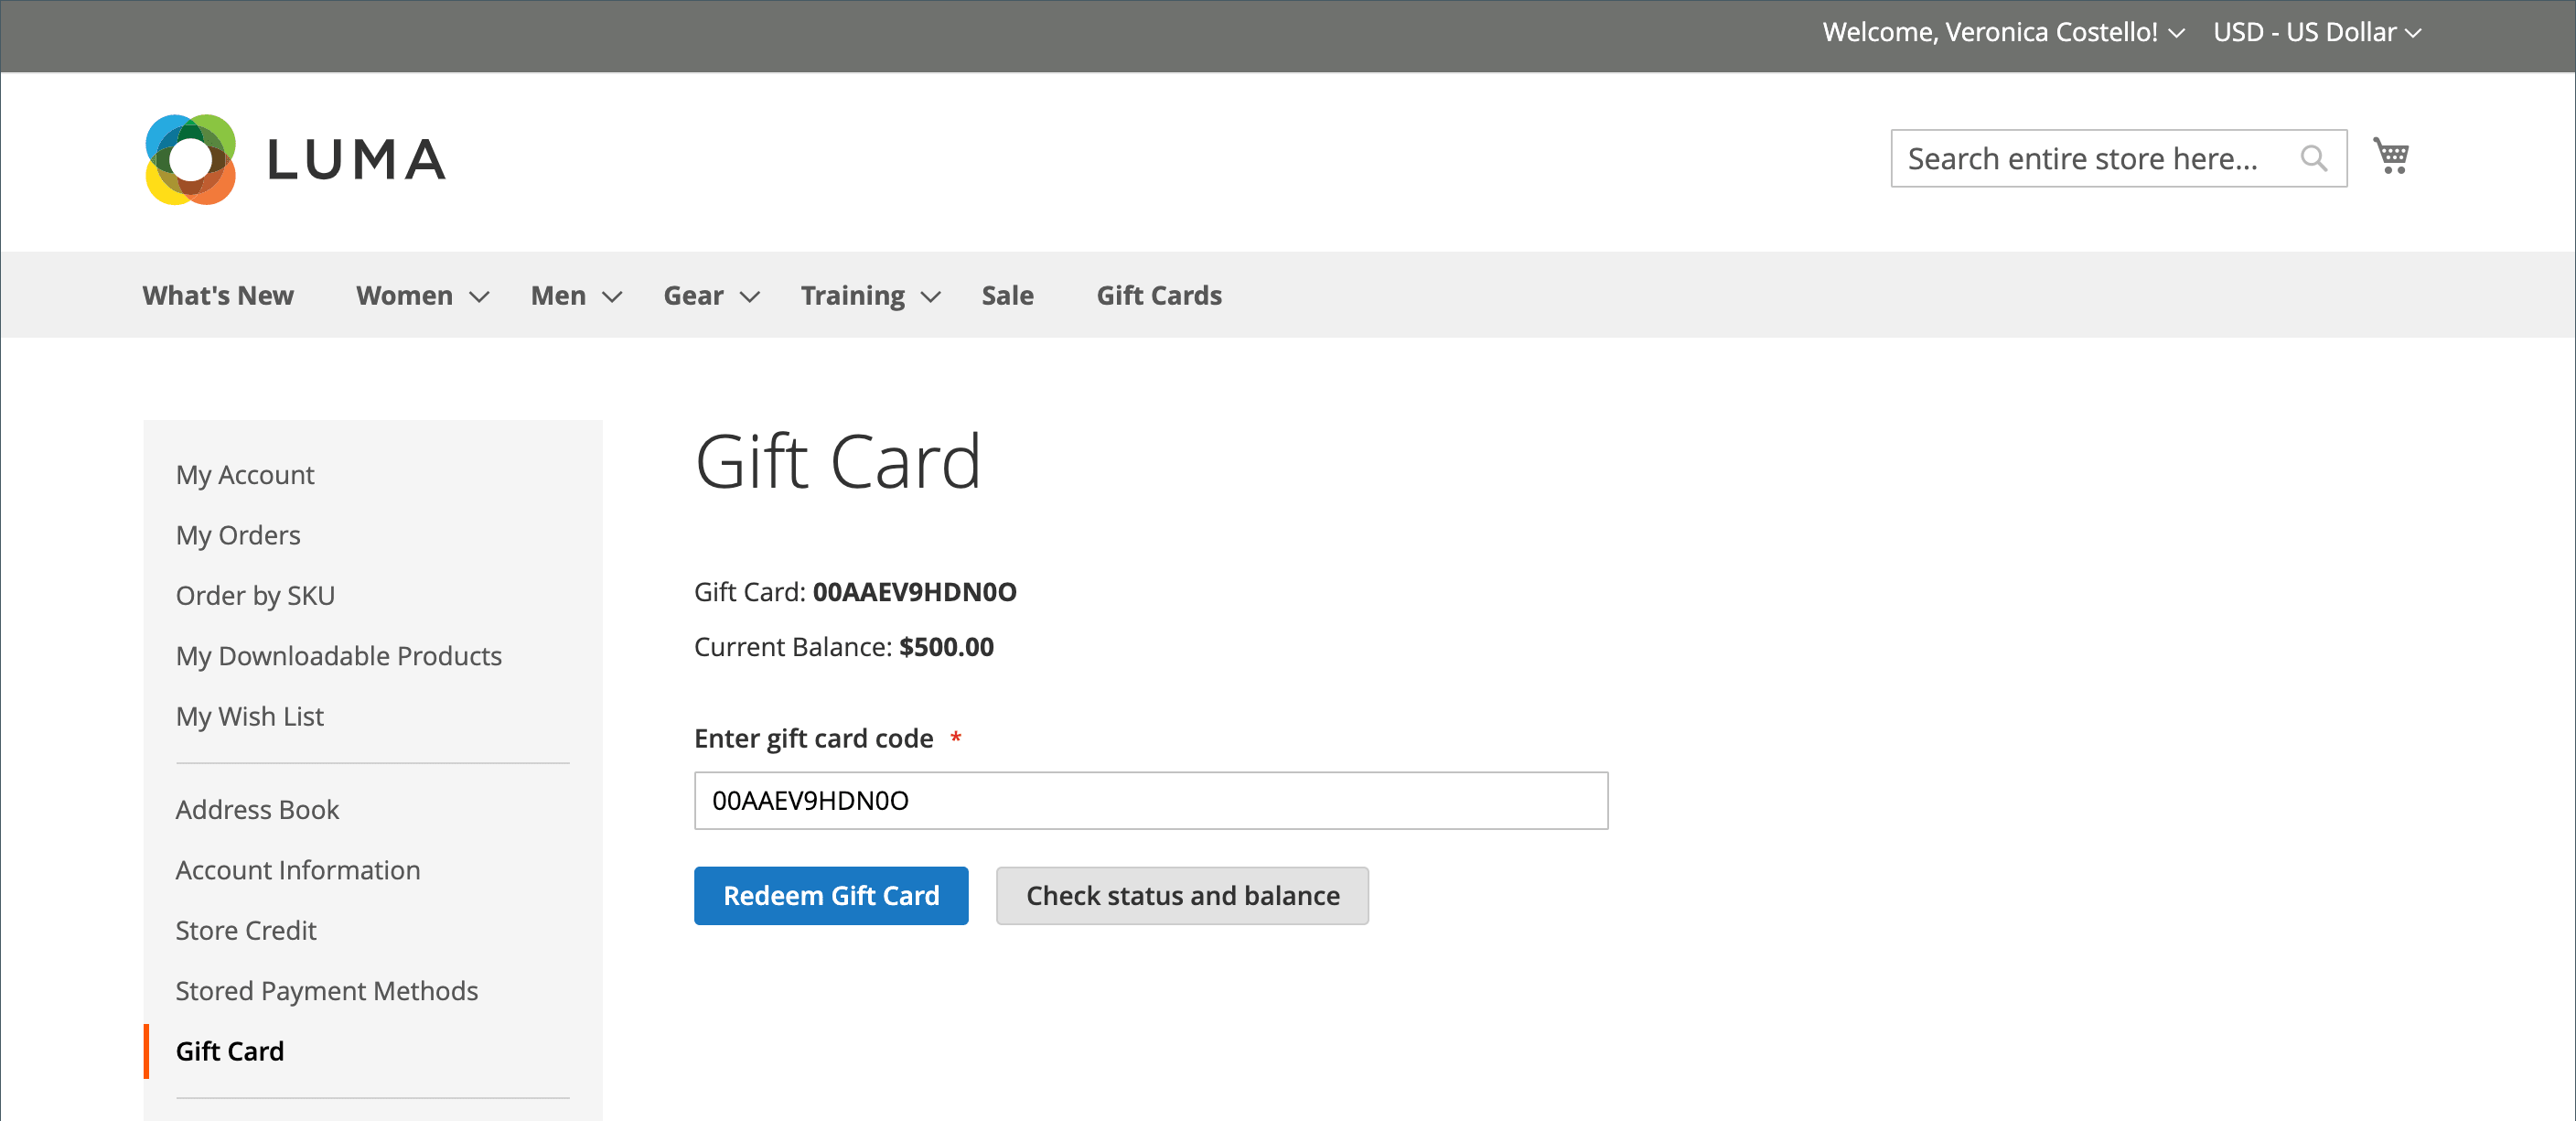 Welcome, Veronica Costello! USD - US Dollar
LUMA
Search entire store here...
What's New Women Men Gear Training Sale Gift Cards
My Account
My Orders
Order by SKU
My Downloadable Products
My Wish List
Address Book
Account Information
Store Credit
Stored Payment Methods
Gift Card
Gift Card
Gift Card: 00AAEV9HDN0O
Current Balance: $500.00
Enter gift card code *
00AAEV9HDN0O
Redeem Gift Card Check status and balance